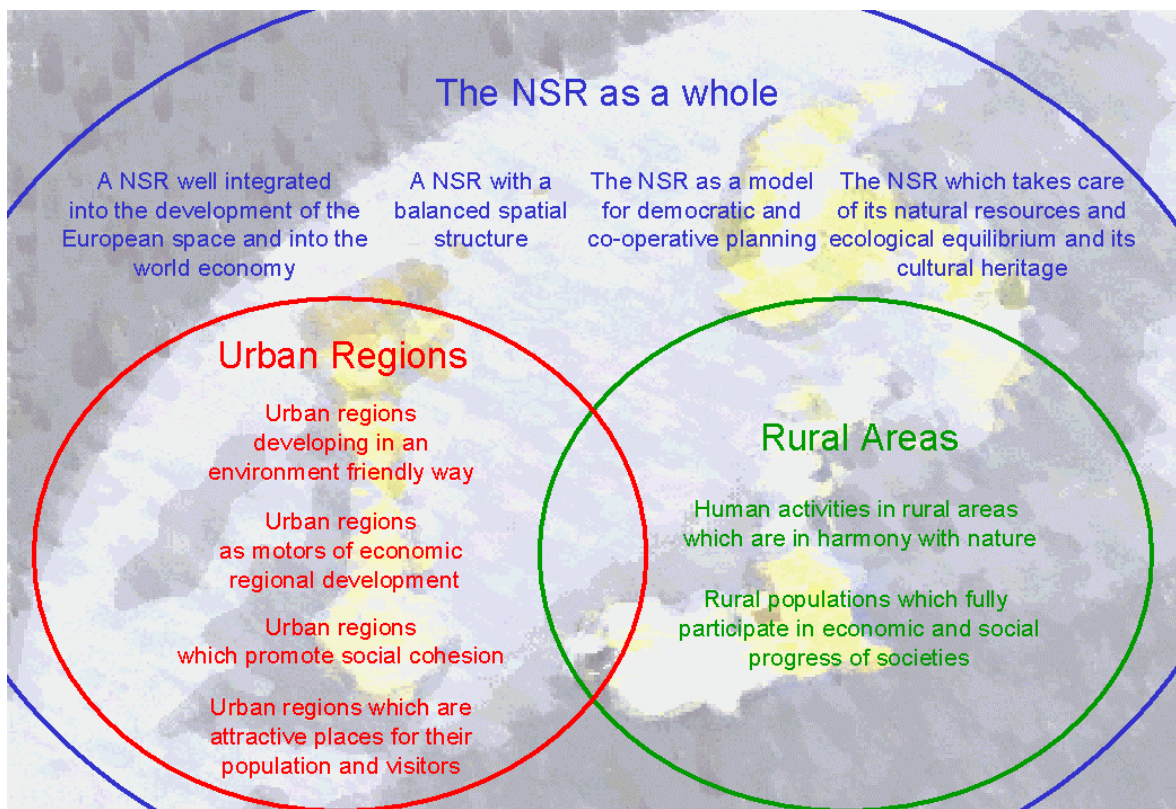 The NSR as a whole
A NSR well integrated
into the development of the
European space and into the
world economy
A NSR with a
balanced spatial
structure
The NSR as a model
for democratic and
co-operative planning
The NSR which takes care
of its natural resources and
ecological equilibrium and its
cultural heritage
Urban Regions
Urban regions
developing in an
environment friendly way
Urban regions
as motors of economic
regional development
Urban regions
which promote social cohesion
Urban regions which are
attractive places for their
population and visitors
Rural Areas
Human activities in rural areas
which are in harmony with nature
Rural populations which fully
participate in economic and social
progress of societies